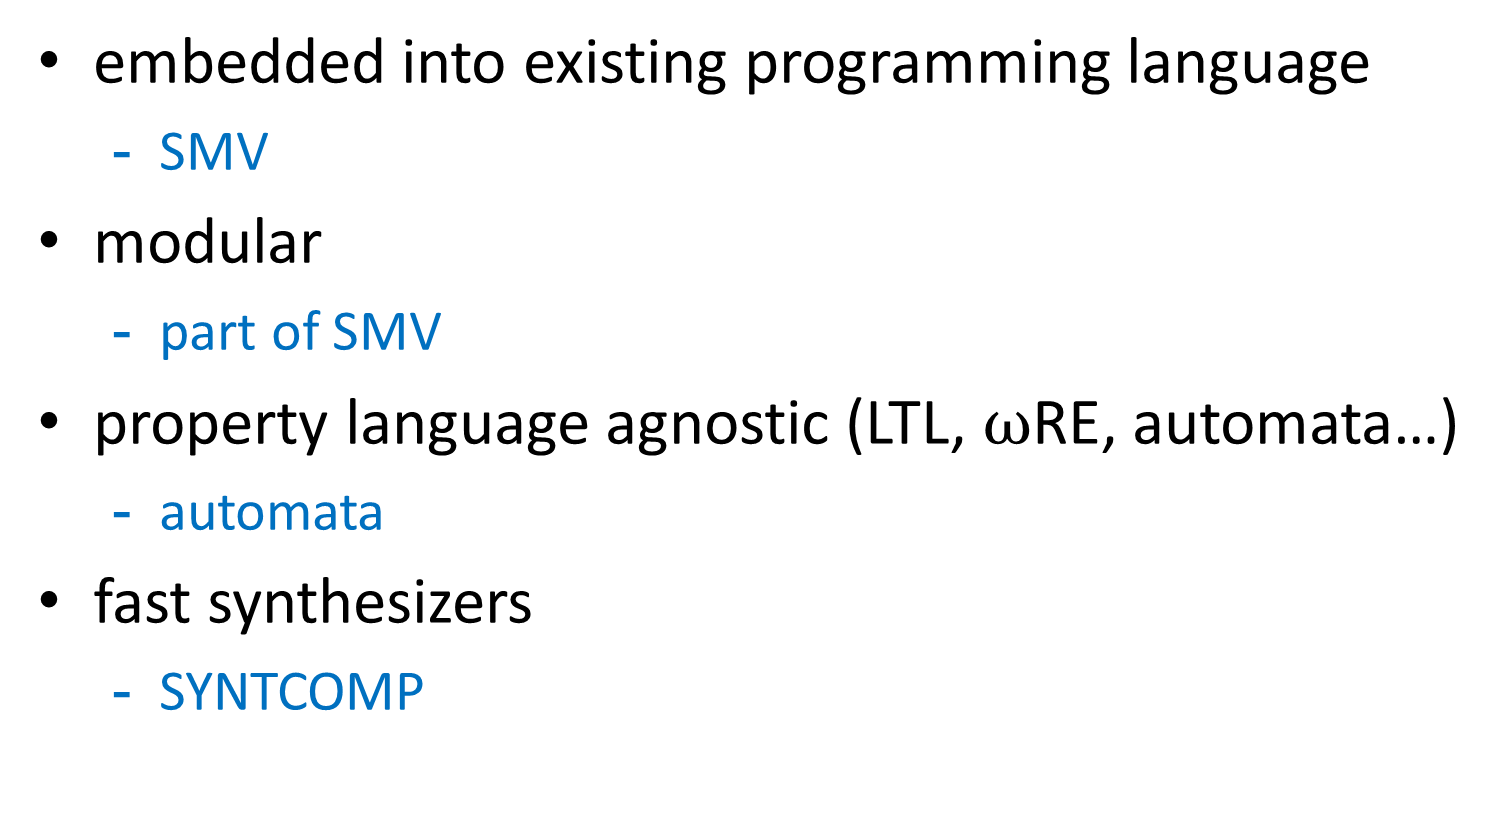 • embedded into existing programming language
- SMV
• modular
- part of SMV
• property language agnostic (LTL, ωRE, automata…)
- automata
• fast synthesizers
- SYNTCOMP